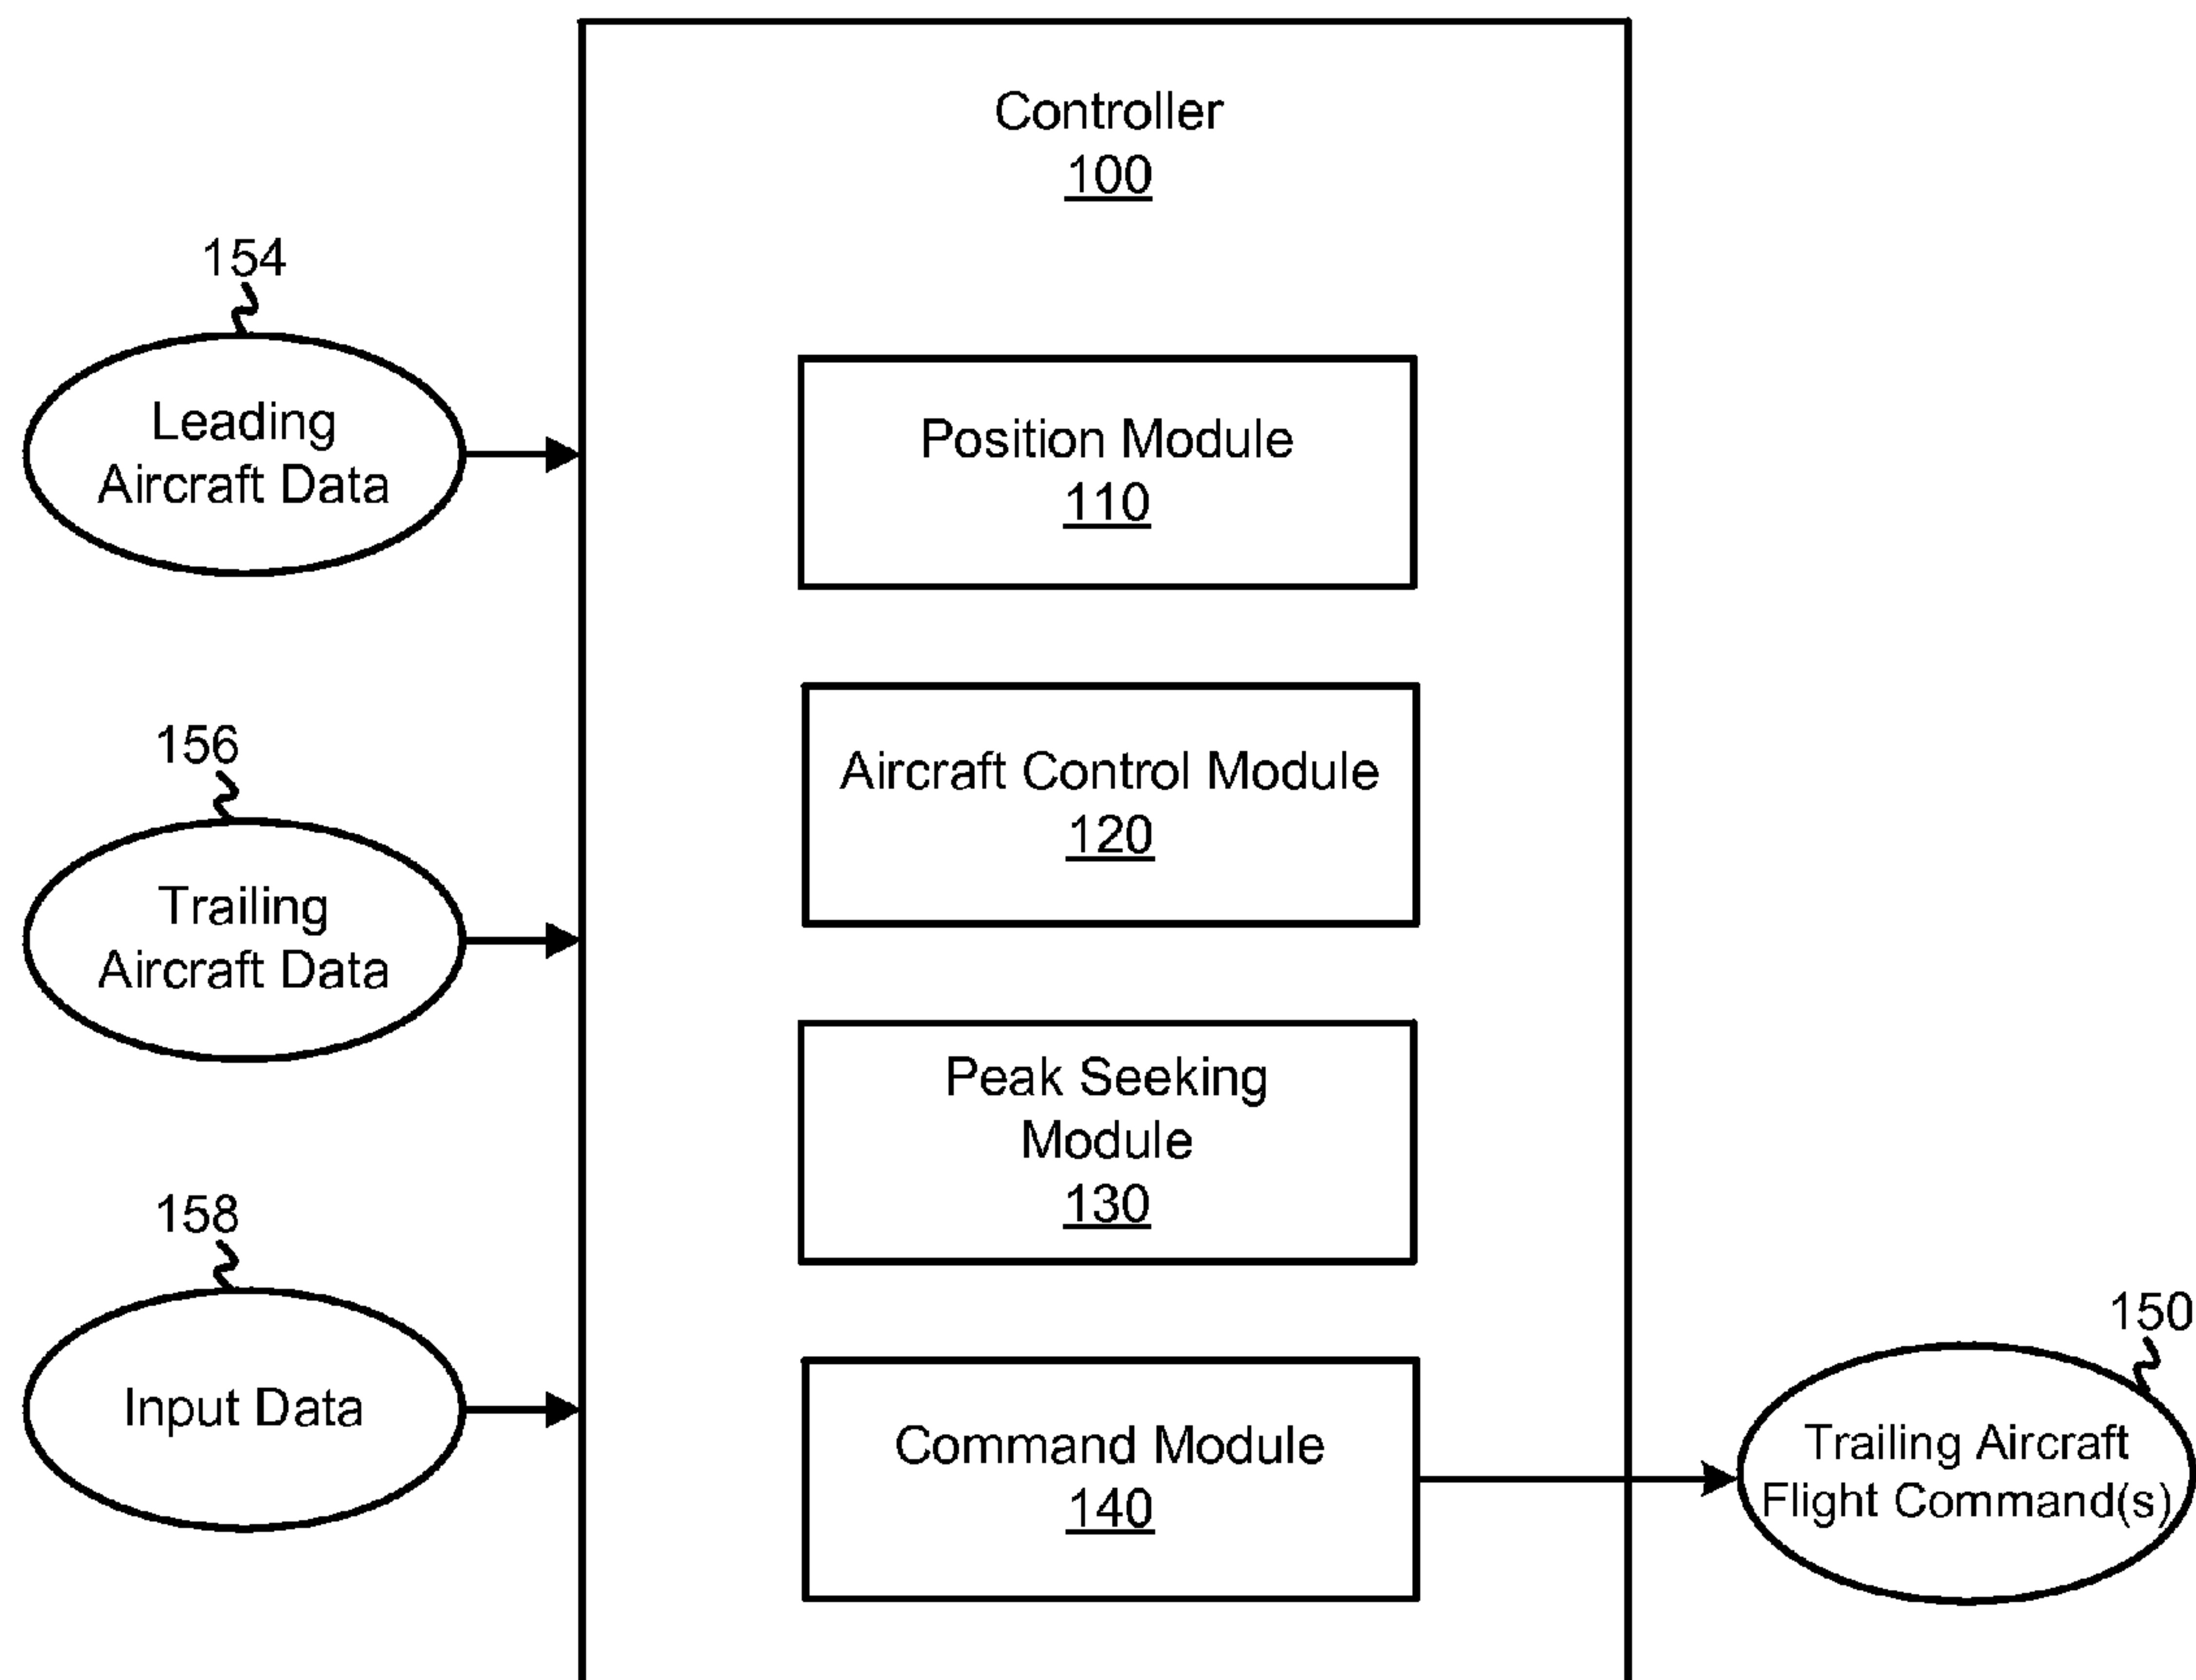 Controller
100
154
Leading
Aircraft Data
Position Module
110
156
Trailing
Aircraft Data
Aircraft Control Module
120
Peak Seeking
Module
130
158
Input Data
Command Module
140
150
Trailing Aircraft
Flight Command(s)